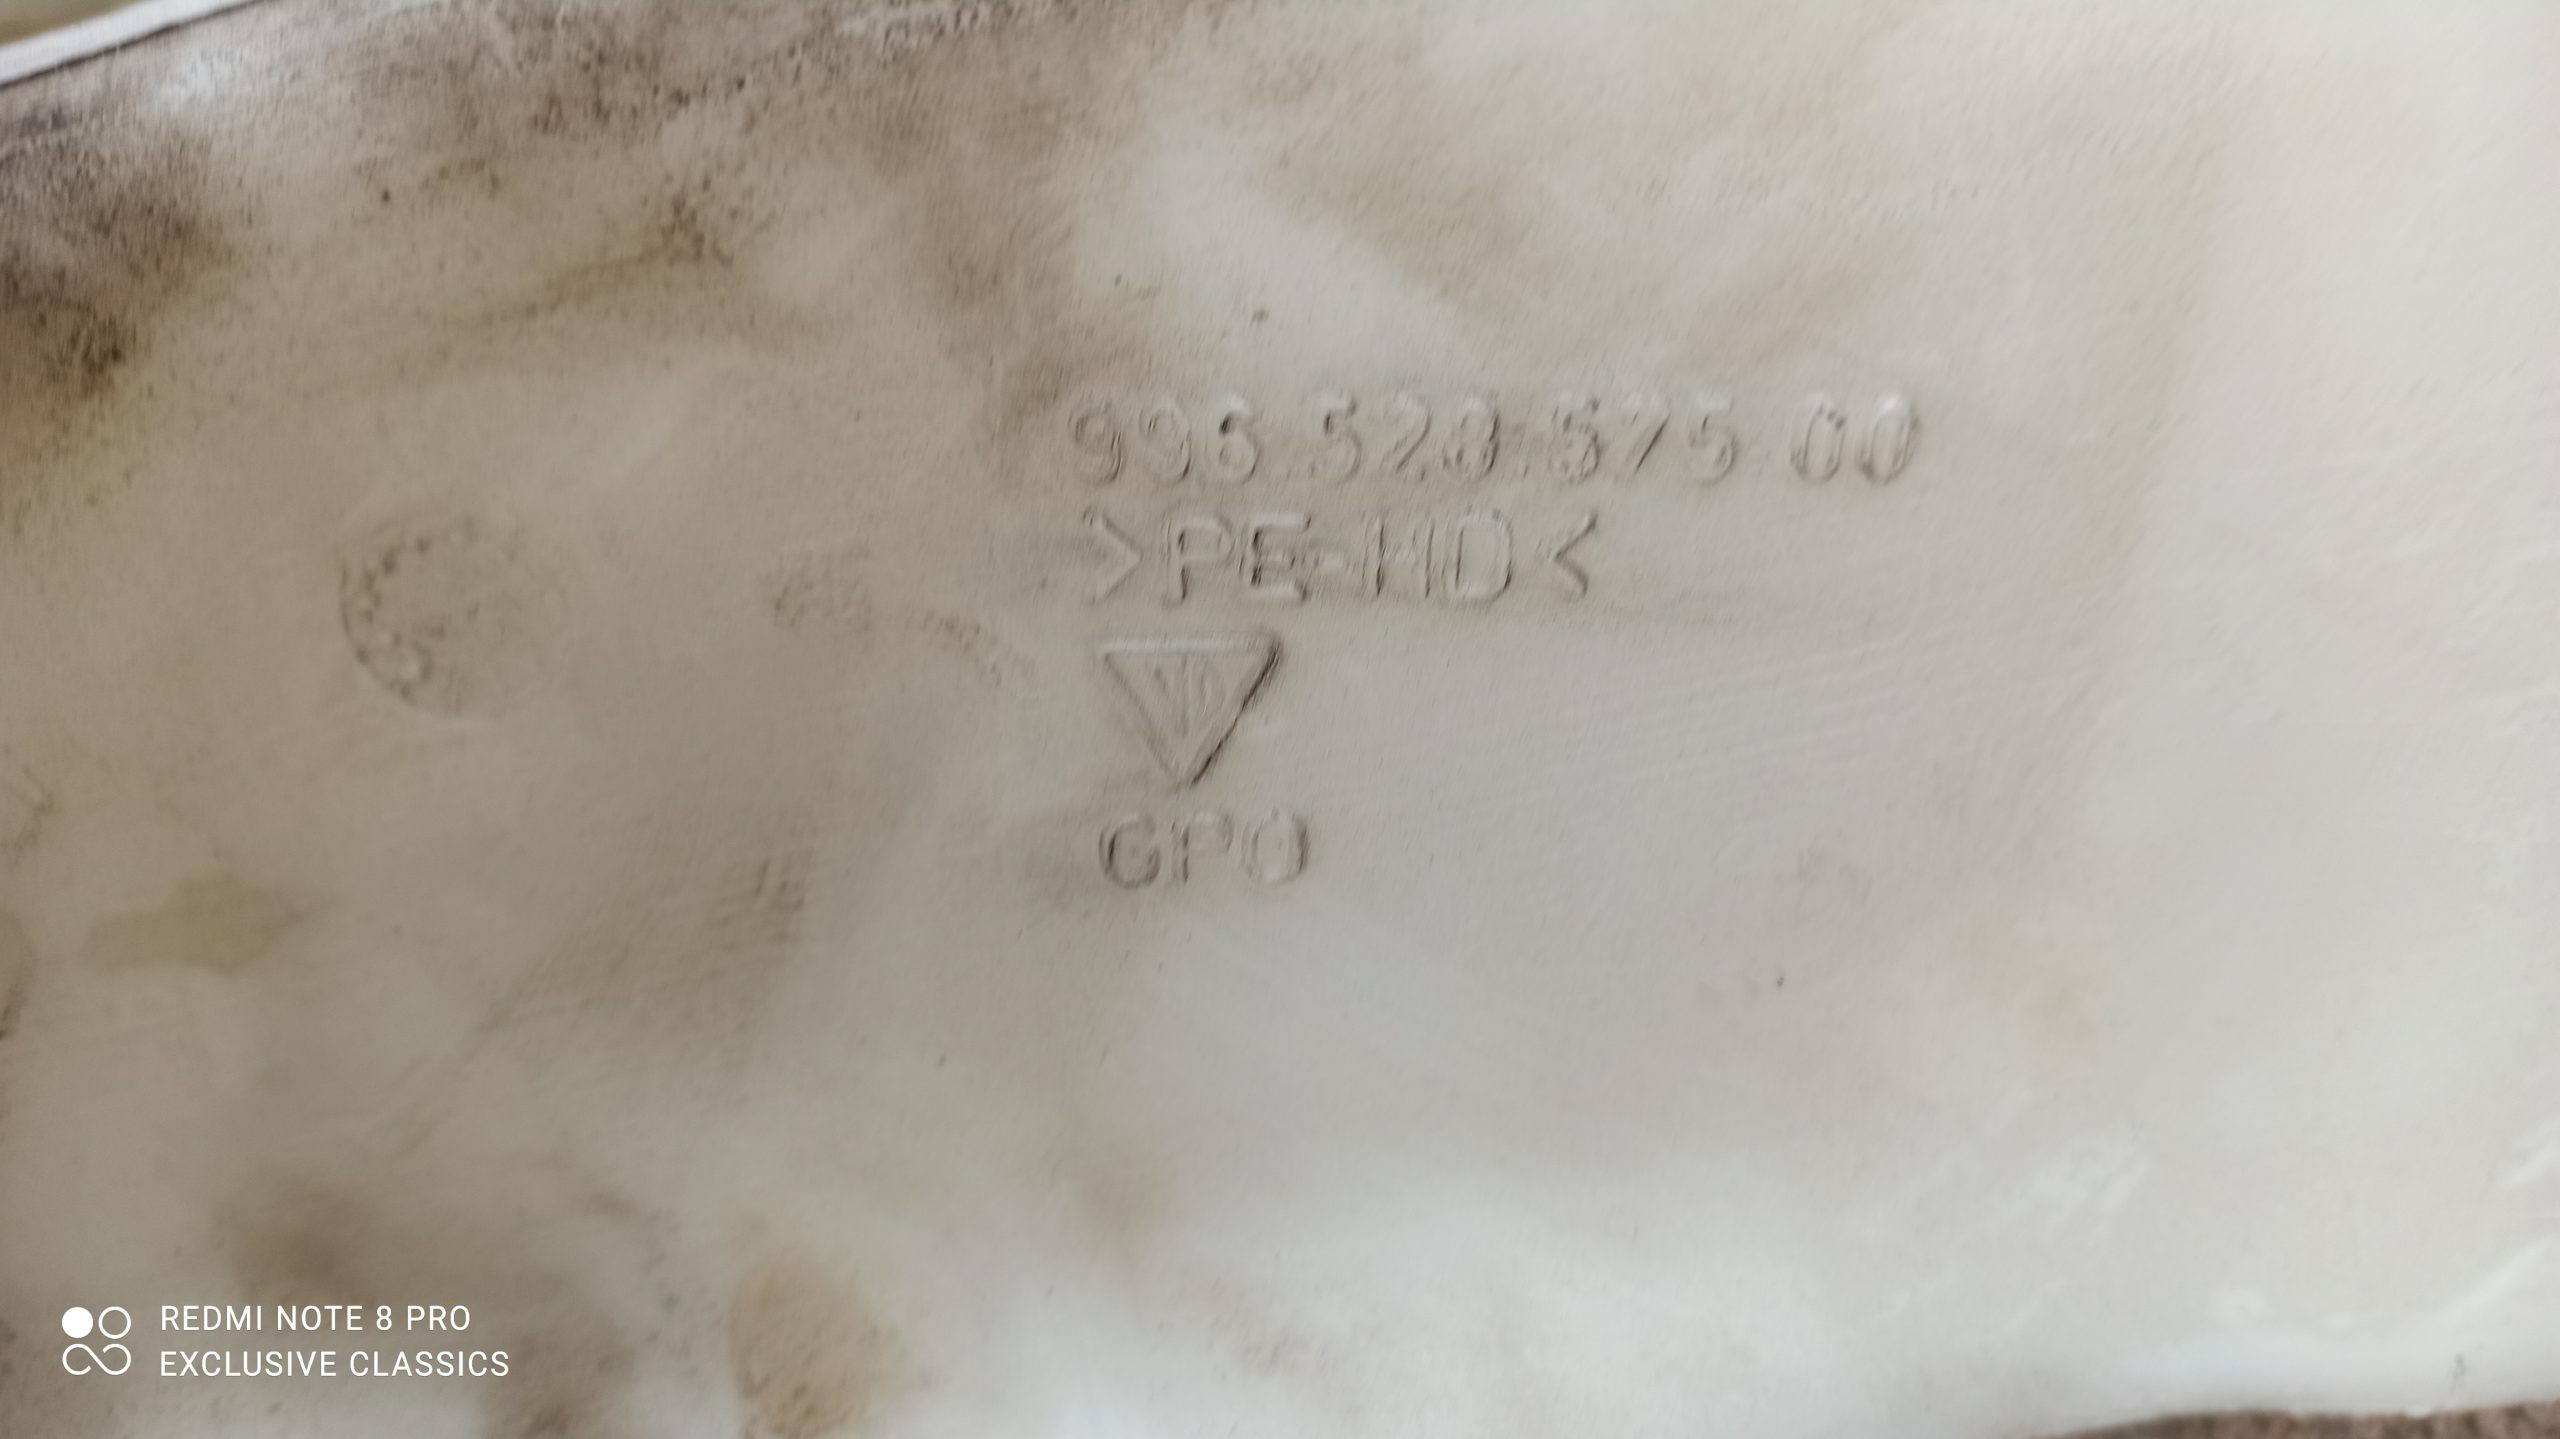 996.528.575 00
>PE-HD<
GPO
REDMI NOTE 8 PRO
EXCLUSIVE CLASSICS